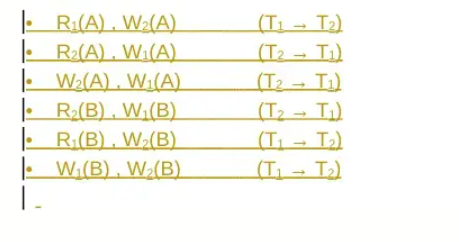 • R₁(A) , W₂(A) (T₁ → T₂)
• R₂(A) , W₁(A) (T₂ → T₁)
• W₂(A) , W₁(A) (T₂ → T₁)
• R₂(B) , W₁(B) (T₂ → T₁)
• R₁(B) , W₂(B) (T₁ → T₂)
• W₁(B) , W₂(B) (T₁ → T₂)